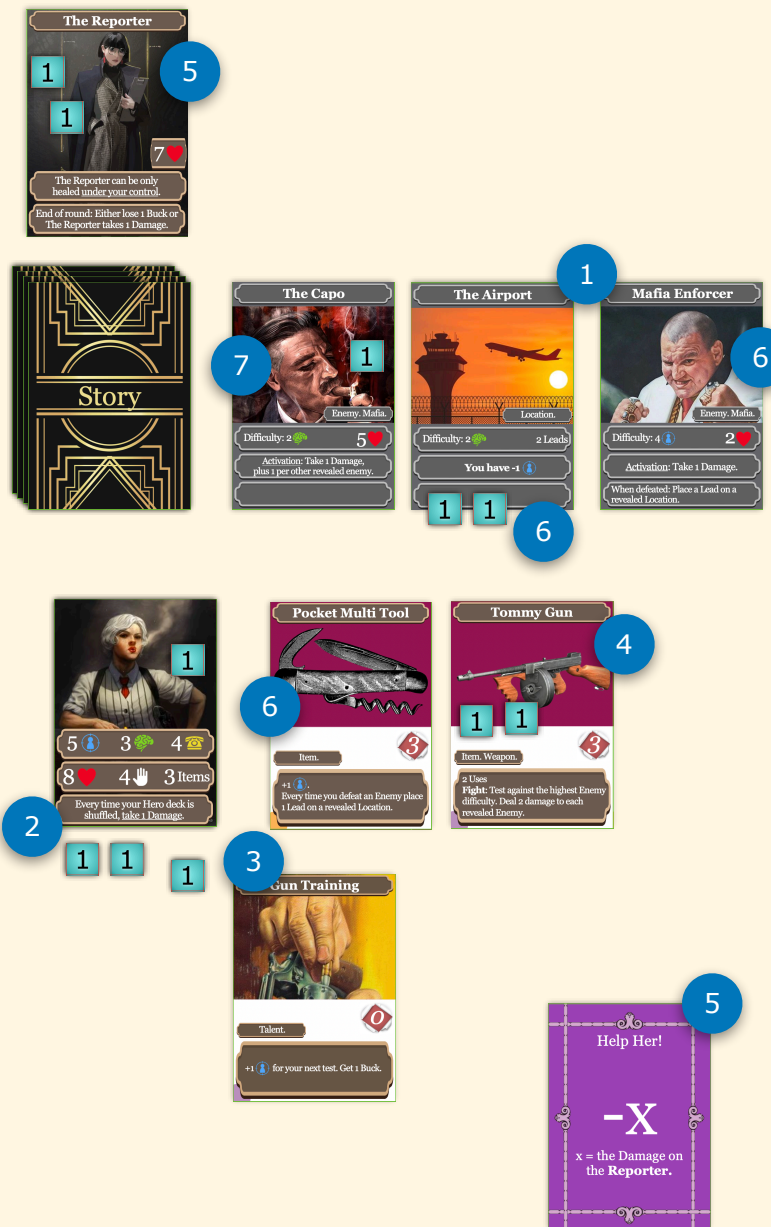 The Reporter
5
1
1
7
The Reporter can be only
healed under your control.
End of round: Either lose 1 Buck or
The Reporter takes 1 Damage.
Story
The Capo
7
1
Enemy. Mafia.
Difficulty: 2
5
Activation: Take 1 Damage,
plus 1 per other revealed enemy.
1
The Airport
Location.
Difficulty: 2
2 Leads
You have -1
1
1
6
Mafia Enforcer
6
Enemy. Mafia.
Difficulty: 4
2
Activation: Take 1 Damage.
When defeated: Place a Lead on a
revealed Location.
1
5
3
4
8
4
3 Items
Every time your Hero deck is
shuffled, take 1 Damage.
2
1
1
1
Pocket Multi Tool
6
3
Item.
+1 .
Every time you defeat an Enemy place
1 Lead on a revealed Location.
Tommy Gun
4
1
1
3
Item. Weapon.
2 Uses
Fight: Test against the highest Enemy
difficulty. Deal 2 damage to each
revealed Enemy.
3
Gun Training
0
Talent.
+1 for your next test. Get 1 Buck.
5
Help Her!
-X
x = the Damage on
the Reporter.